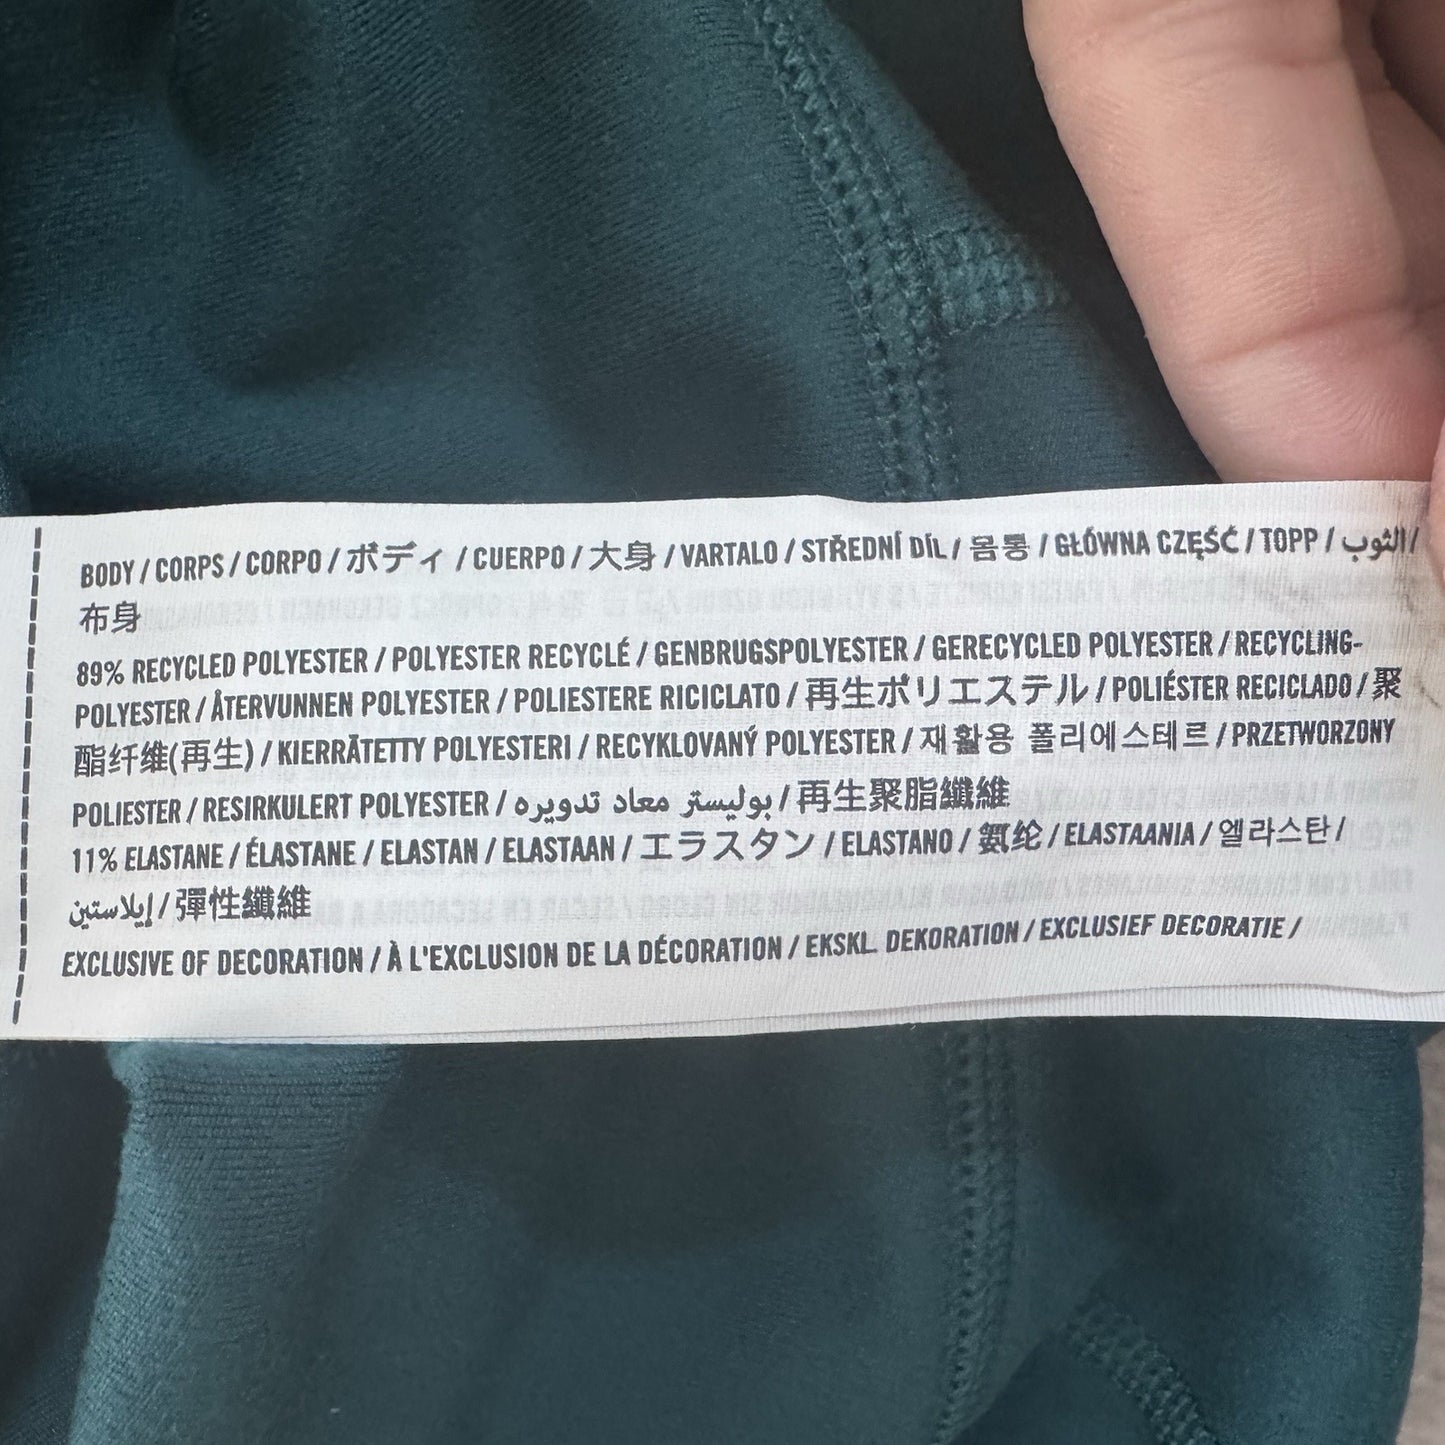 BODY / CORPS / CORPO / ボディ / CUERPO / 大身 / VARTALO / STŘEDNÍ DÍL / 몸통 / GŁÓWNA CZĘŚĆ / TOPP / الثوب /
布身
89% RECYCLED POLYESTER / POLYESTER RECYCLÉ / GENBRUGSPOLYESTER / GERECYCLED POLYESTER / RECYCLING-
POLYESTER / ÅTERVUNNEN POLYESTER / POLIESTERE RICICLATO / 再生ポリエステル / POLIÉSTER RECICLADO / 聚
酯纤维(再生) / KIERRÄTETTY POLYESTERI / RECYKLOVANÝ POLYESTER / 재활용 폴리에스테르 / PRZETWORZONY
POLIESTER / RESIRKULERT POLYESTER / بوليستر معاد تدويره / 再生聚脂纖維
11% ELASTANE / ÉLASTANE / ELASTAN / ELASTAAN / エラスタン / ELASTANO / 氨纶 / ELASTAANIA / 엘라스탄 /
إيلاستين / 彈性纖維
EXCLUSIVE OF DECORATION / À L'EXCLUSION DE LA DÉCORATION / EKSKL. DEKORATION / EXCLUSIEF DECORATIE /